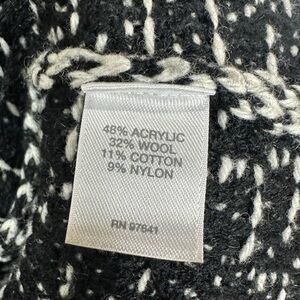 48% ACRYLIC
32% WOOL
11% COTTON
9% NYLON
RN 97641